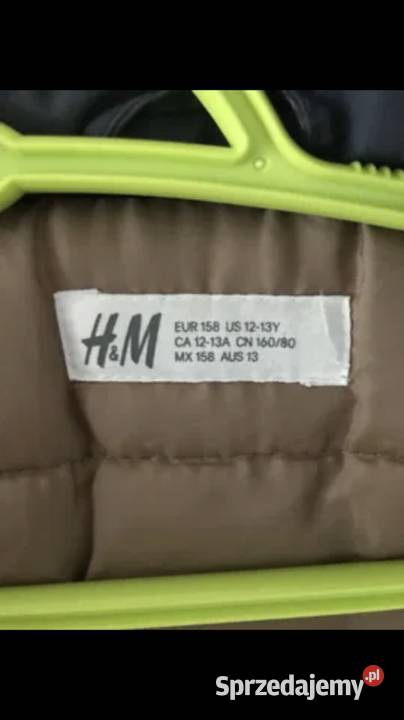 H&M
EUR 158 US 12-13Y
CA 12-13A CN 160/80
MX 158 AUS 13
Sprzedajemy.pl